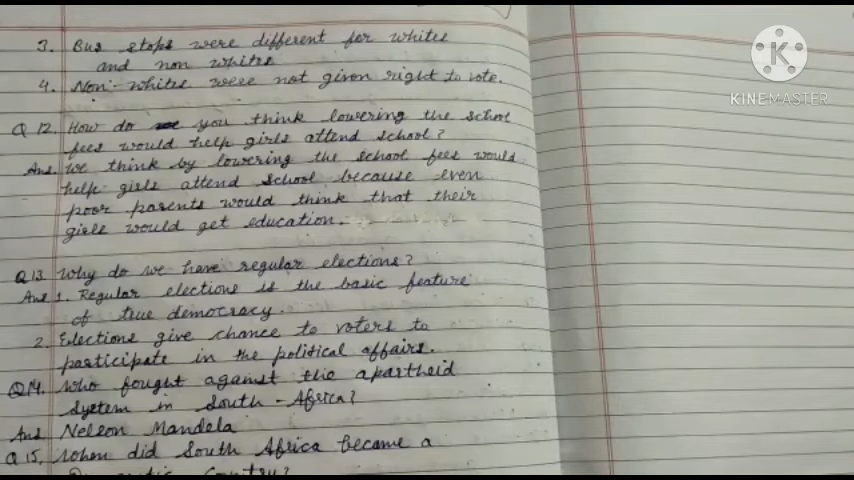 3. Bus stops were different for whites
and non whites
4. Non-whites were not given right to vote.
Q 12. How do you think lowering the school
fees would help girls attend school?
Ans. We think by lowering the school fees would
help girls attend school because even
poor parents would think that their
girls would get education.
Q 13. Why do we have regular elections?
Ans 1. Regular elections is the basic feature
of true democracy.
2. Elections give chance to voters to
participate in the political affairs.
Q14. Who fought against the apartheid
system in South-Africa?
Ans Nelson Mandela
Q 15. When did South Africa became a
Country?
K
KINEMASTER